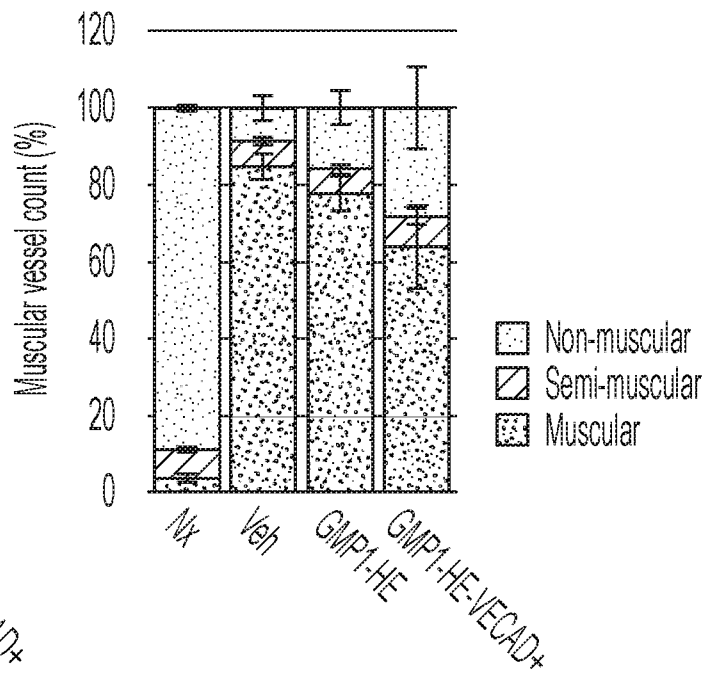 Muscular vessel count (%)
120
100
80
60
40
20
0
Nx
Veh
GMP1-HE
GMP1-HE-VECAD+
Non-muscular
Semi-muscular
Muscular
AD+